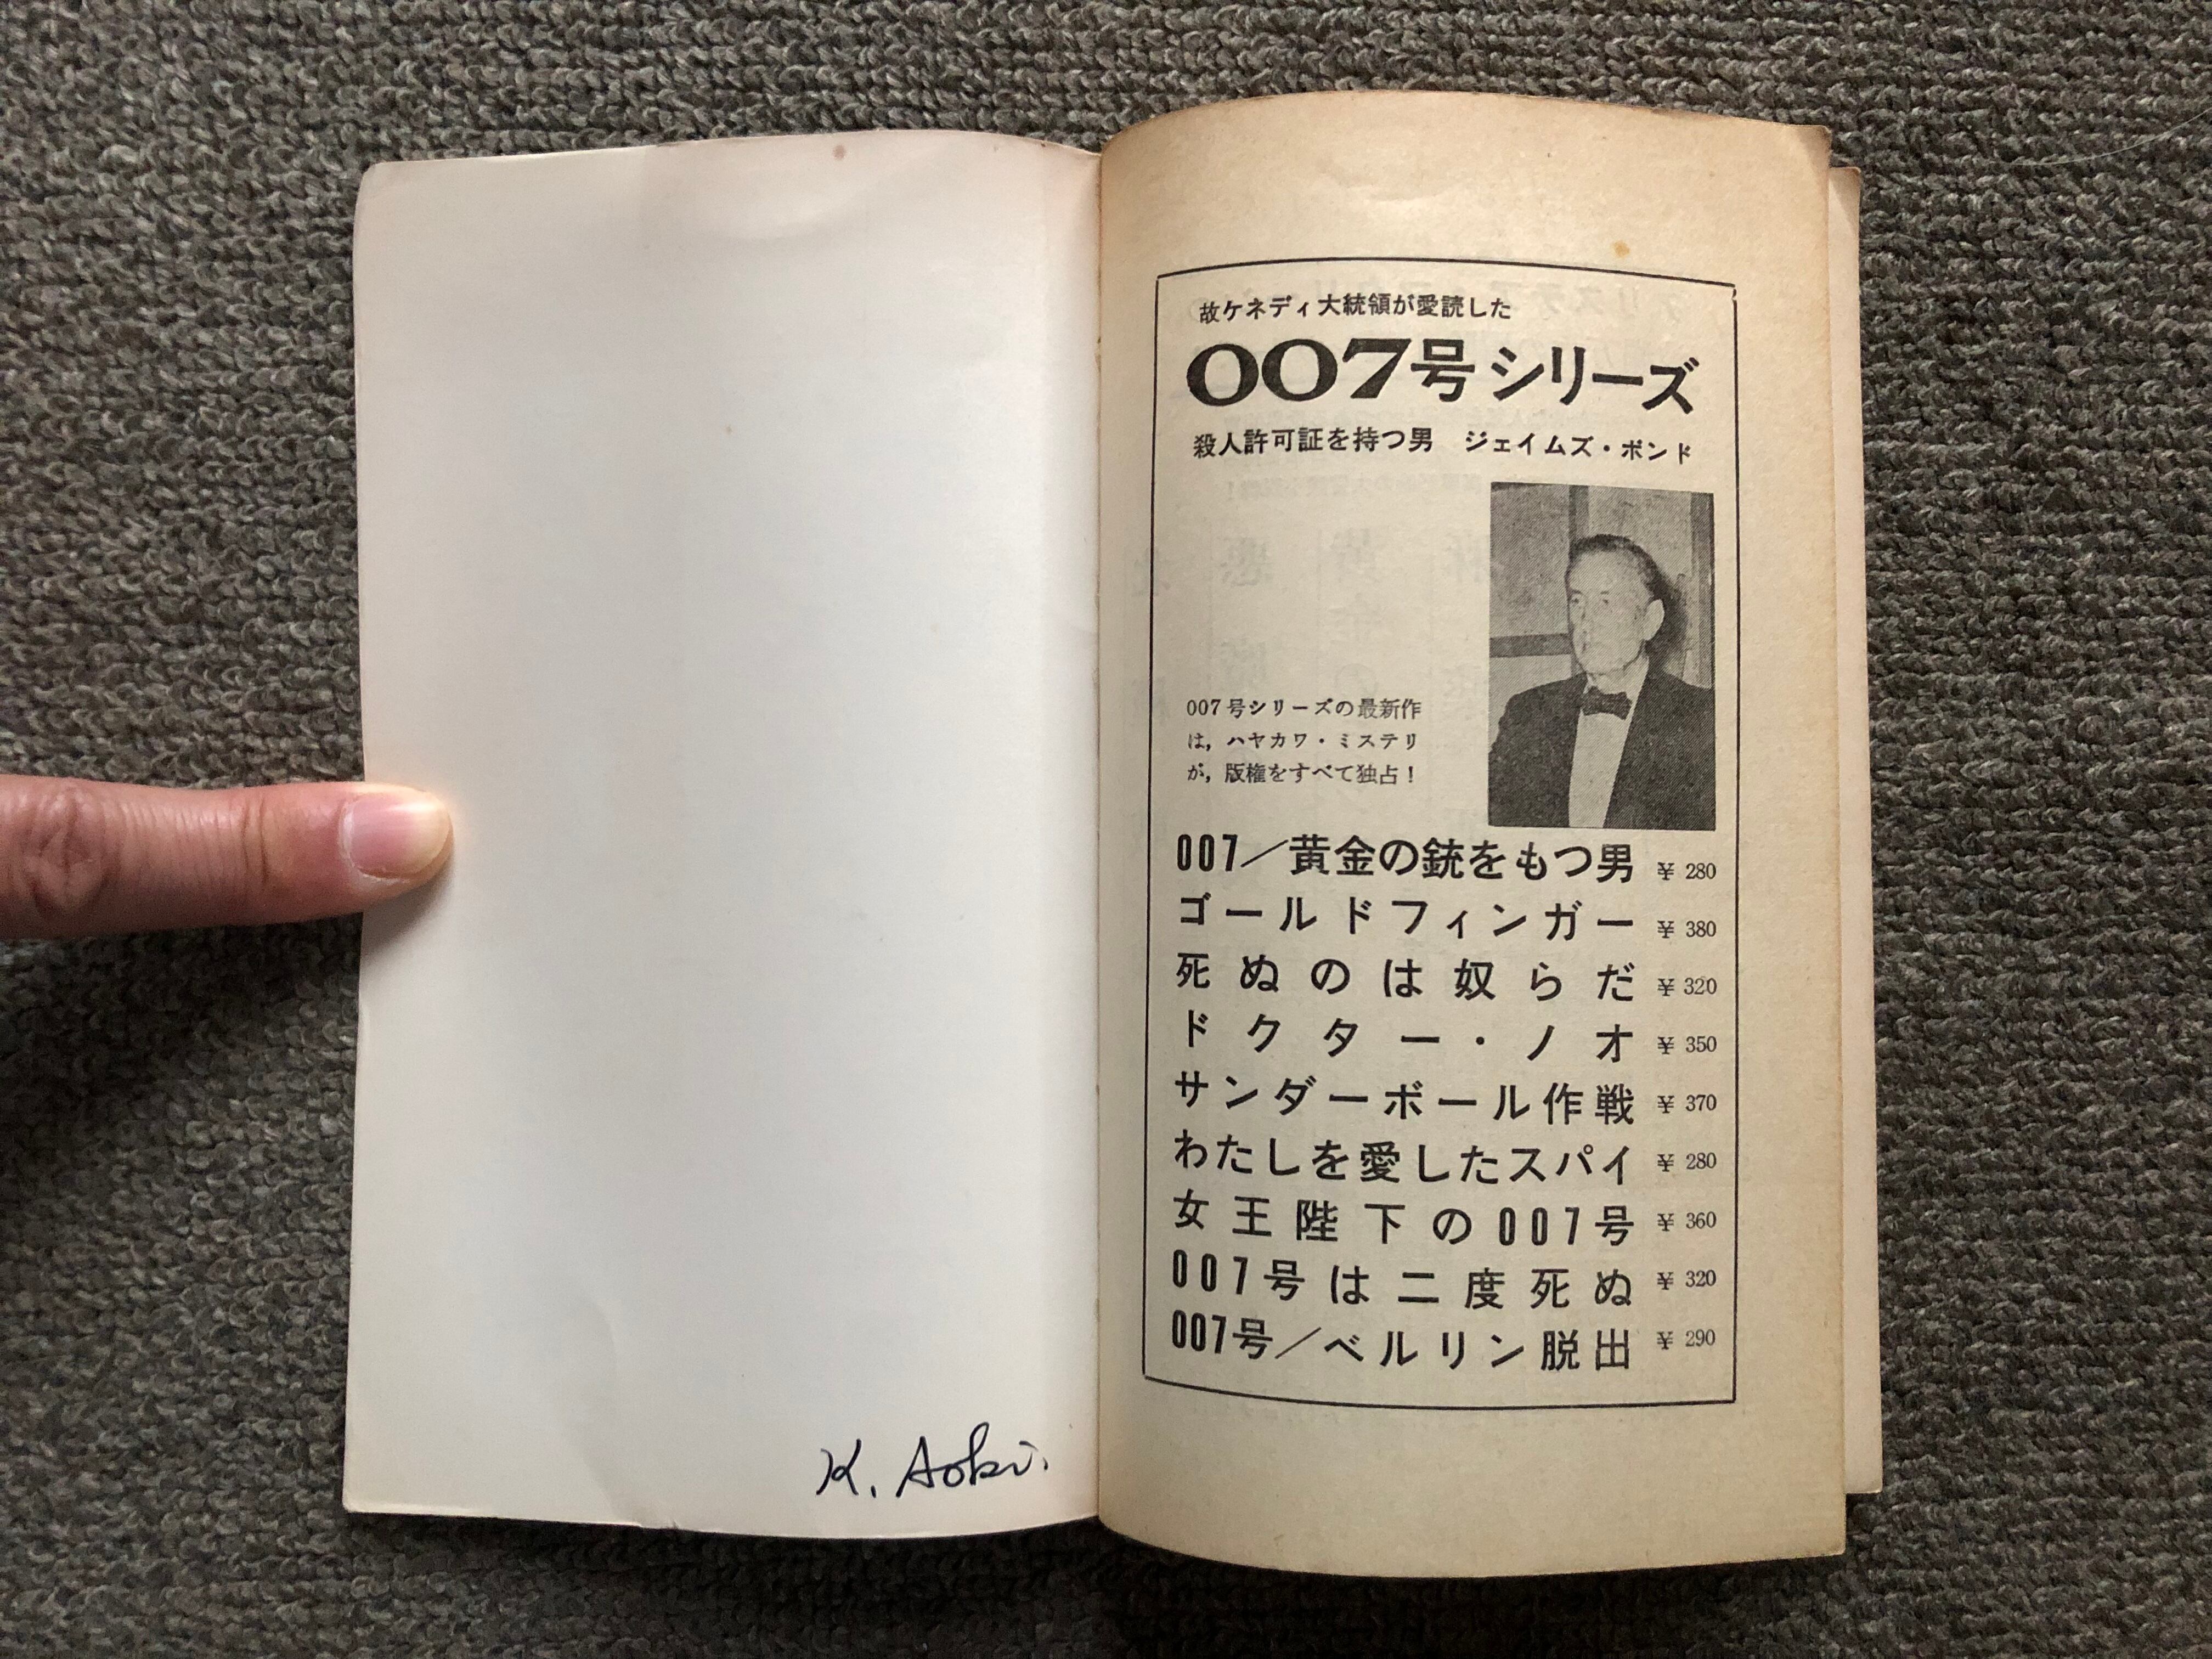 K. Aoki.
故ケネディ大統領が愛読した
007号シリーズ
殺人許可証を持つ男 ジェイムズ・ボンド
007号シリーズの最新作
は，ハヤカワ・ミステリ
が，版権をすべて独占！
007／黄金の銃をもつ男 ¥ 280
ゴールドフィンガー ¥ 380
死ぬのは奴らだ ¥ 320
ドクター・ノオ ¥ 350
サンダーボール作戦 ¥ 370
わたしを愛したスパイ ¥ 280
女王陛下の007号 ¥ 360
007号は二度死ぬ ¥ 320
007号／ベルリン脱出 ¥ 290